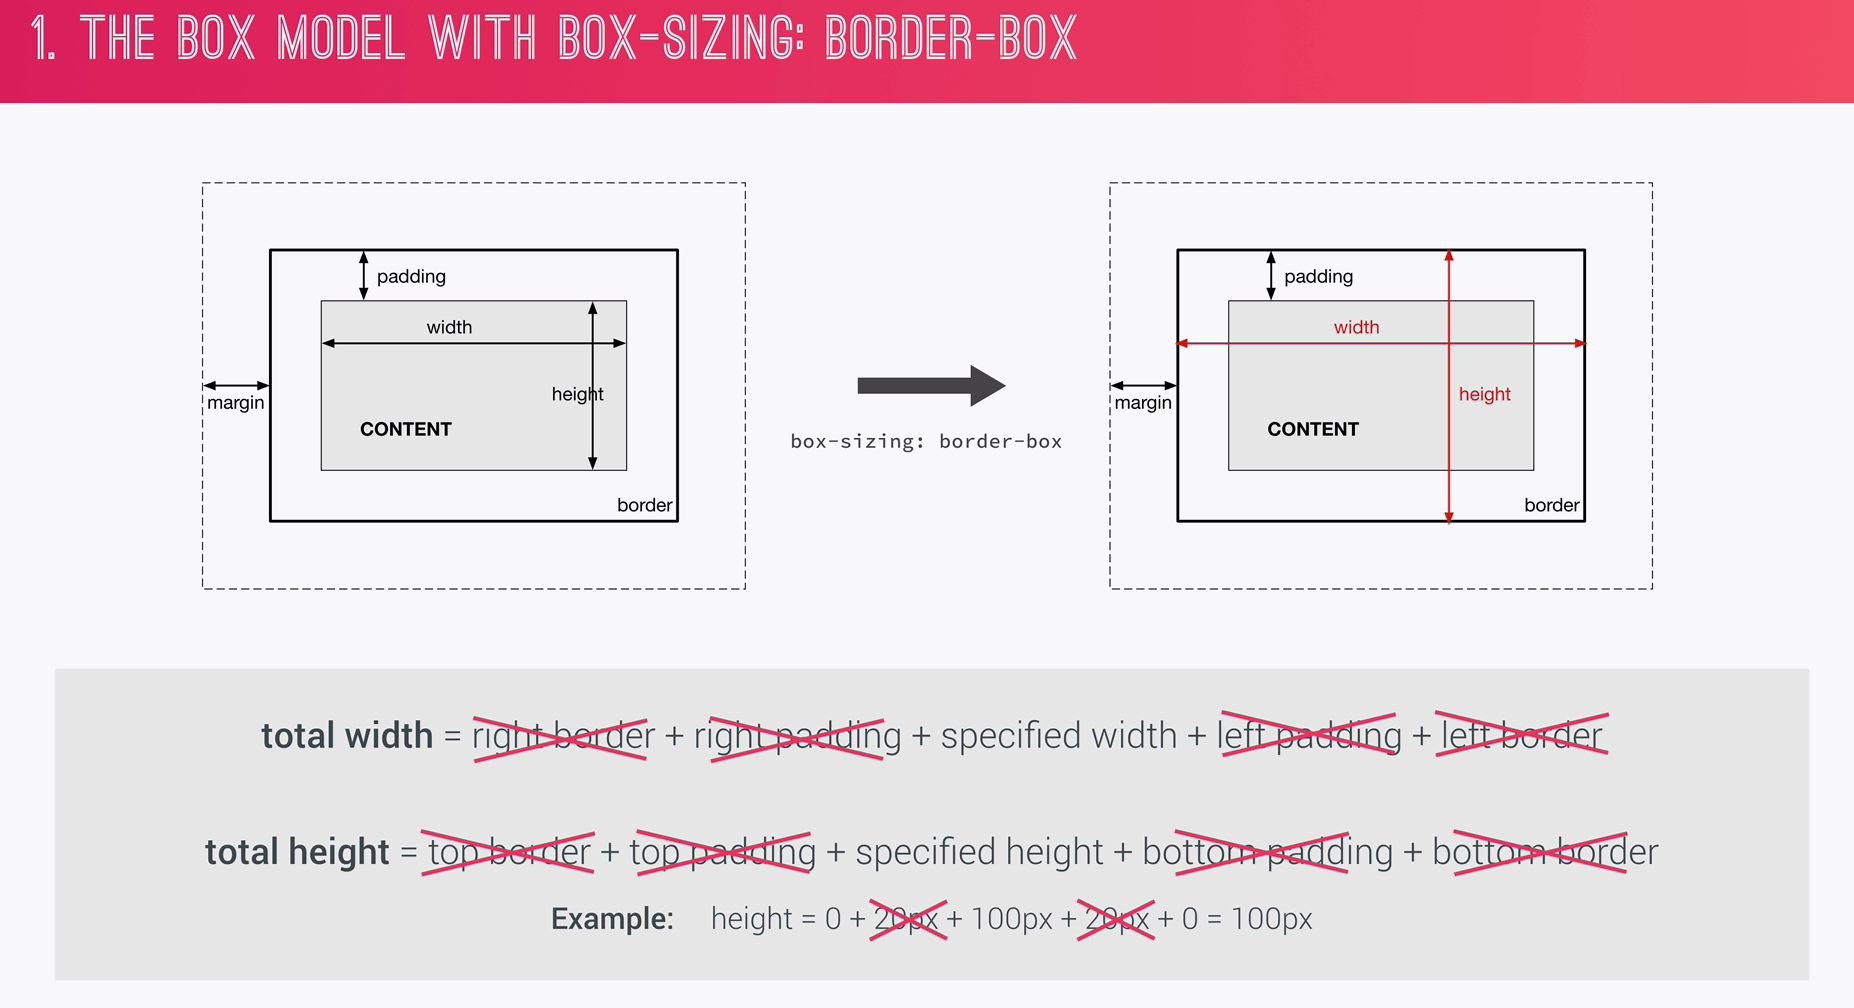 1. THE BOX MODEL WITH BOX-SIZING: BORDER-BOX
padding
width
height
margin
CONTENT
border
box-sizing: border-box
padding
width
height
margin
CONTENT
border
total width = right border + right padding + specified width + left padding + left border
total height = top border + top padding + specified height + bottom padding + bottom border
Example: height = 0 + 20px + 100px + 20px + 0 = 100px